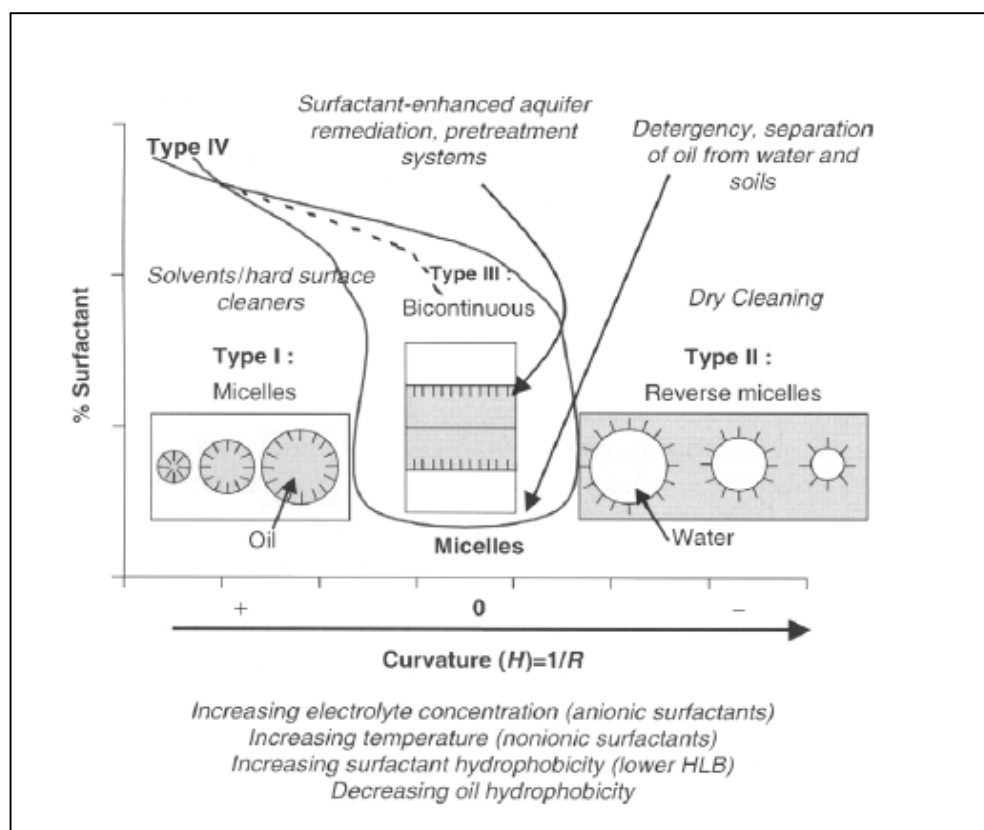 Surfactant-enhanced aquifer
remediation, pretreatment
systems
Detergency, separation
of oil from water and
soils
Type IV
Solvents/hard surface
cleaners
Type III :
Bicontinuous
Dry Cleaning
% Surfactant
Type I :
Micelles
Type II :
Reverse micelles
Oil
Micelles
Water
+
0
−
Curvature (H)=1/R
Increasing electrolyte concentration (anionic surfactants)
Increasing temperature (nonionic surfactants)
Increasing surfactant hydrophobicity (lower HLB)
Decreasing oil hydrophobicity